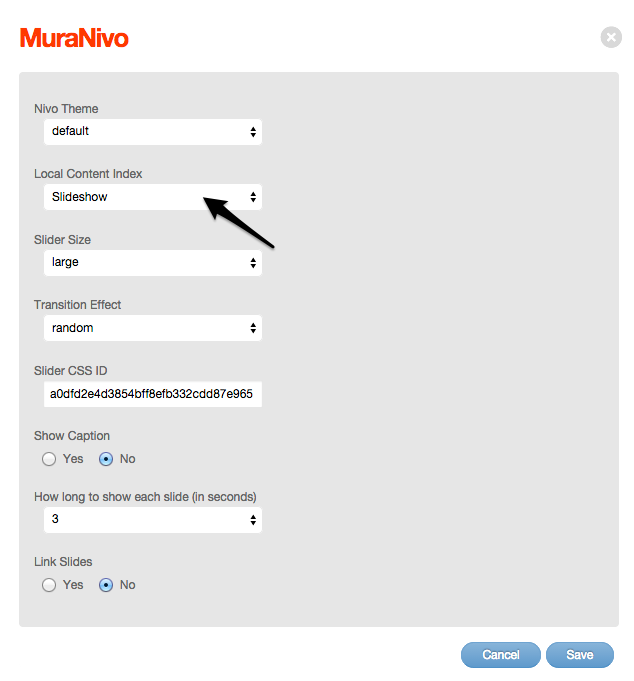 MuraNivo
Nivo Theme
default
Local Content Index
Slideshow
Slider Size
large
Transition Effect
random
Slider CSS ID
a0dfd2e4d3854bff8efb332cdd87e965
Show Caption
Yes No
How long to show each slide (in seconds)
3
Link Slides
Yes No
Cancel Save